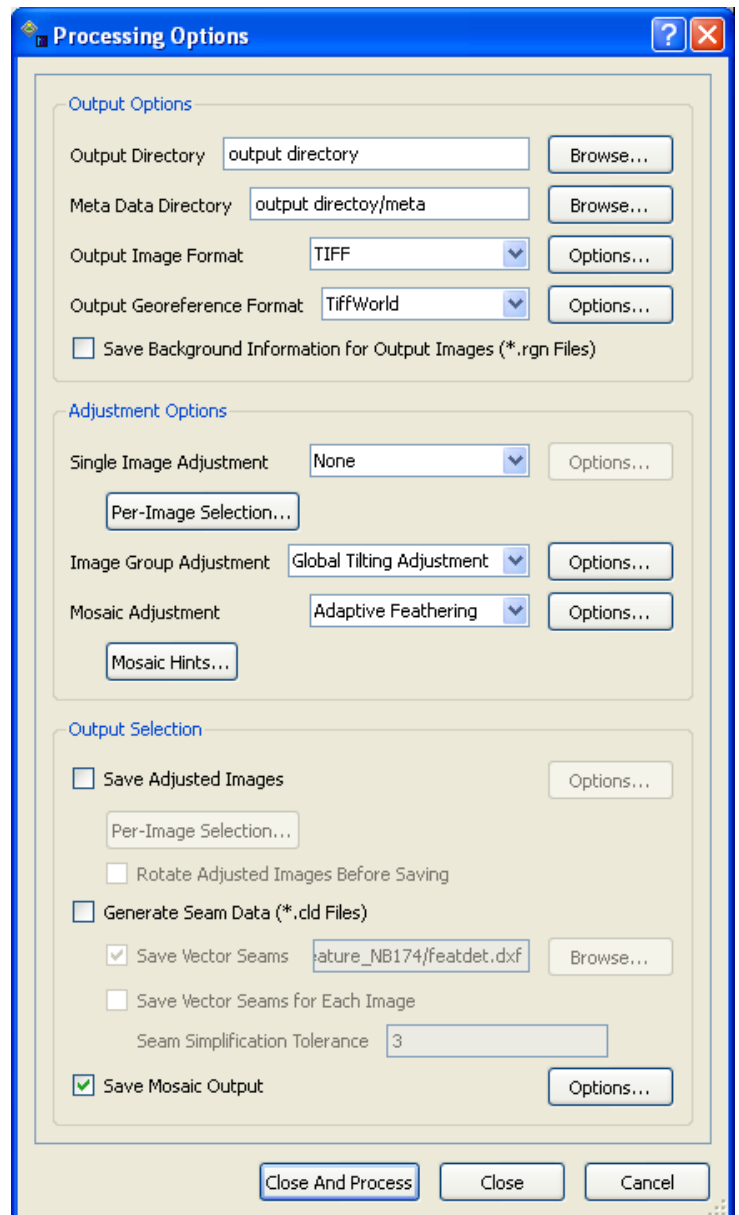 Processing Options
Output Options
Output Directory output directory Browse...
Meta Data Directory output directoy/meta Browse...
Output Image Format TIFF Options...
Output Georeference Format TiffWorld Options...
Save Background Information for Output Images (*.rgn Files)
Adjustment Options
Single Image Adjustment None Options...
Per-Image Selection...
Image Group Adjustment Global Tilting Adjustment Options...
Mosaic Adjustment Adaptive Feathering Options...
Mosaic Hints...
Output Selection
Save Adjusted Images Options...
Per-Image Selection...
Rotate Adjusted Images Before Saving
Generate Seam Data (*.cld Files)
Save Vector Seams eature_NB174/featdet.dxf Browse...
Save Vector Seams for Each Image
Seam Simplification Tolerance 3
Save Mosaic Output Options...
Close And Process Close Cancel